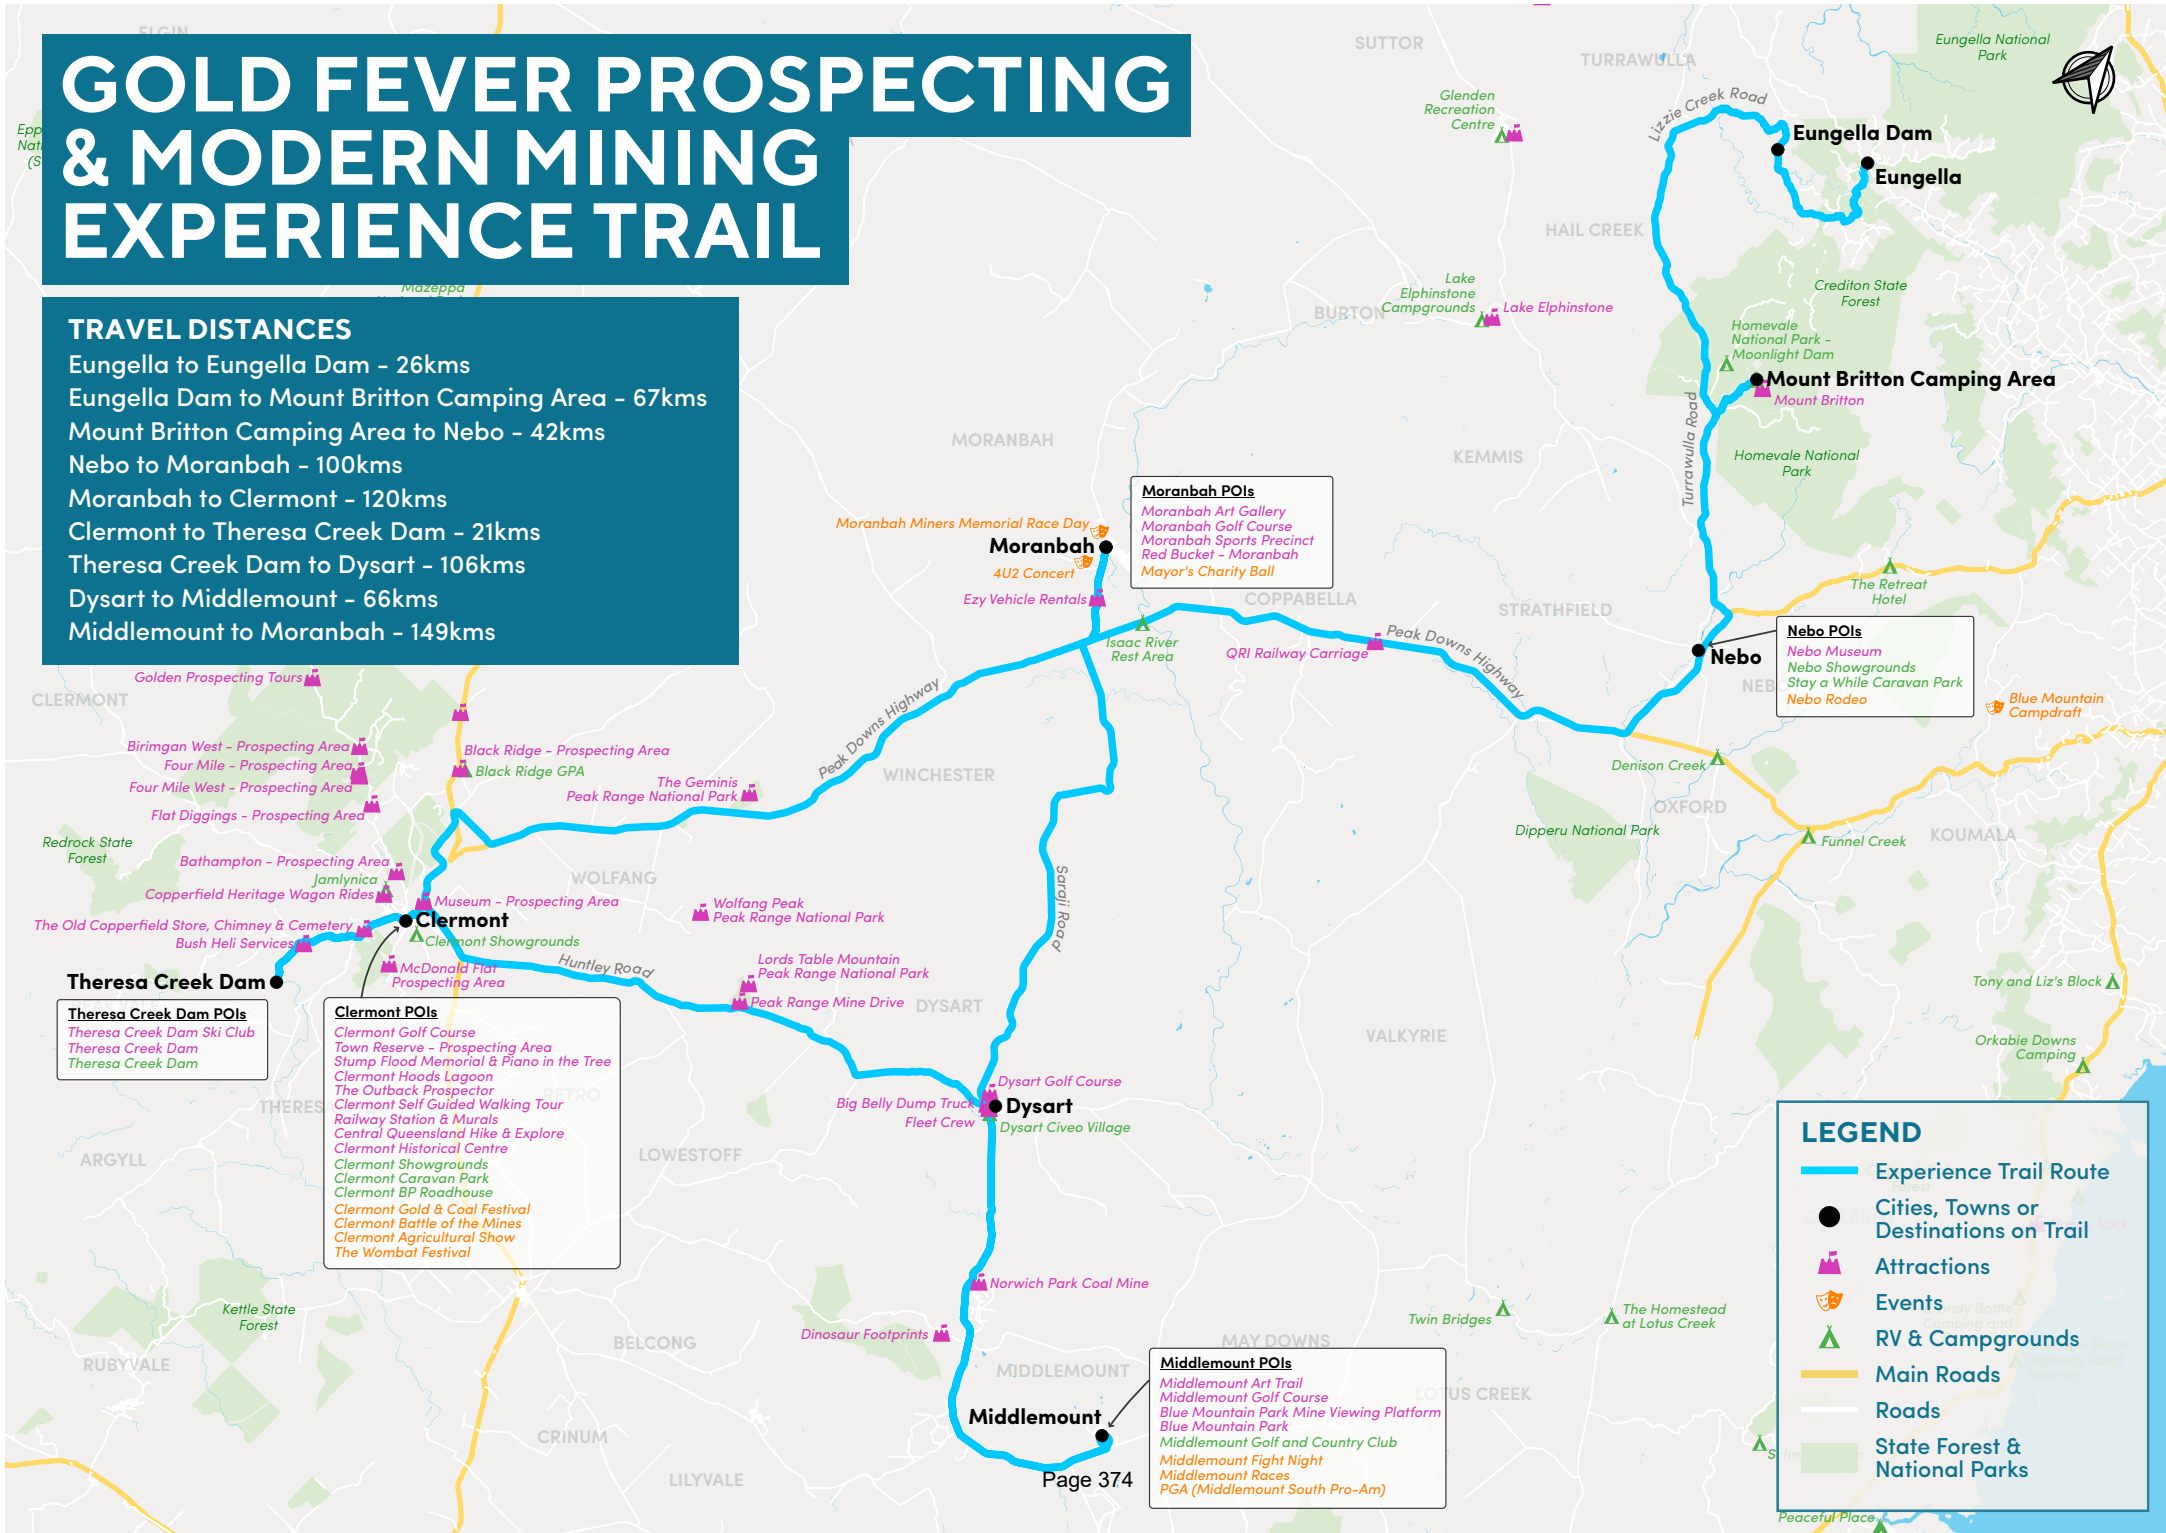 GOLD FEVER PROSPECTING
& MODERN MINING
EXPERIENCE TRAIL
TRAVEL DISTANCES
Eungella to Eungella Dam - 26kms
Eungella Dam to Mount Britton Camping Area - 67kms
Mount Britton Camping Area to Nebo - 42kms
Nebo to Moranbah - 100kms
Moranbah to Clermont - 120kms
Clermont to Theresa Creek Dam - 21kms
Theresa Creek Dam to Dysart - 106kms
Dysart to Middlemount - 66kms
Middlemount to Moranbah - 149kms
ELGIN
Mazeppa
SUTTOR
TURRAWULLA
Eungella National
Park
Glenden
Recreation
Centre
Lizzie Creek Road
Eungella Dam
Eungella
HAIL CREEK
Crediton State
Forest
Lake
Elphinstone
Campgrounds
Lake Elphinstone
BURTON
Homevale
National Park -
Moonlight Dam
Mount Britton Camping Area
Mount Britton
Turrawulla Road
Homevale National
Park
MORANBAH
KEMMIS
Moranbah Miners Memorial Race Day
Moranbah
4U2 Concert
Ezy Vehicle Rentals
Moranbah POIs
Moranbah Art Gallery
Moranbah Golf Course
Moranbah Sports Precinct
Red Bucket - Moranbah
Mayor's Charity Ball
COPPABELLA
STRATHFIELD
The Retreat
Hotel
Isaac River
Rest Area
QRI Railway Carriage
Peak Downs Highway
Nebo
Nebo POIs
Nebo Museum
Nebo Showgrounds
Stay a While Caravan Park
Nebo Rodeo
Blue Mountain
Campdraft
Denison Creek
OXFORD
Dipperu National Park
Funnel Creek
KOUMALA
CLERMONT
Golden Prospecting Tours
Birimgan West - Prospecting Area
Four Mile - Prospecting Area
Four Mile West - Prospecting Area
Flat Diggings - Prospecting Area
Black Ridge - Prospecting Area
Black Ridge GPA
Peak Downs Highway
The Geminis
Peak Range National Park
WINCHESTER
Redrock State
Forest
Bathampton - Prospecting Area
Jamlynica
Copperfield Heritage Wagon Rides
Museum - Prospecting Area
WOLFANG
Wolfang Peak
Peak Range National Park
Saraji Road
The Old Copperfield Store, Chimney & Cemetery
Bush Heli Services
Clermont
Clermont Showgrounds
McDonald Flat
Prospecting Area
Huntley Road
Lords Table Mountain
Peak Range National Park
Peak Range Mine Drive
DYSART
Theresa Creek Dam
Theresa Creek Dam POIs
Theresa Creek Dam Ski Club
Theresa Creek Dam
Theresa Creek Dam
Clermont POIs
Clermont Golf Course
Town Reserve - Prospecting Area
Stump Flood Memorial & Piano in the Tree
Clermont Hoods Lagoon
The Outback Prospector
Clermont Self Guided Walking Tour
Railway Station & Murals
Central Queensland Hike & Explore
Clermont Historical Centre
Clermont Showgrounds
Clermont Caravan Park
Clermont BP Roadhouse
Clermont Gold & Coal Festival
Clermont Battle of the Mines
Clermont Agricultural Show
The Wombat Festival
THERESA
RETRO
VALKYRIE
Tony and Liz's Block
Orkabie Downs
Camping
Dysart Golf Course
Big Belly Dump Truck
Dysart
Fleet Crew
Dysart Civeo Village
ARGYLL
LOWESTOFF
Norwich Park Coal Mine
Dinosaur Footprints
Kettle State
Forest
RUBYVALE
BELCONG
Twin Bridges
The Homestead
at Lotus Creek
MAY DOWNS
MIDDLEMOUNT
LOTUS CREEK
Middlemount
Middlemount POIs
Middlemount Art Trail
Middlemount Golf Course
Blue Mountain Park Mine Viewing Platform
Blue Mountain Park
Middlemount Golf and Country Club
Middlemount Fight Night
Middlemount Races
PGA (Middlemount South Pro-Am)
CRINUM
LILYVALE
Page 374
LEGEND
Experience Trail Route
Cities, Towns or
Destinations on Trail
Attractions
Events
RV & Campgrounds
Main Roads
Roads
State Forest &
National Parks
Peaceful Place